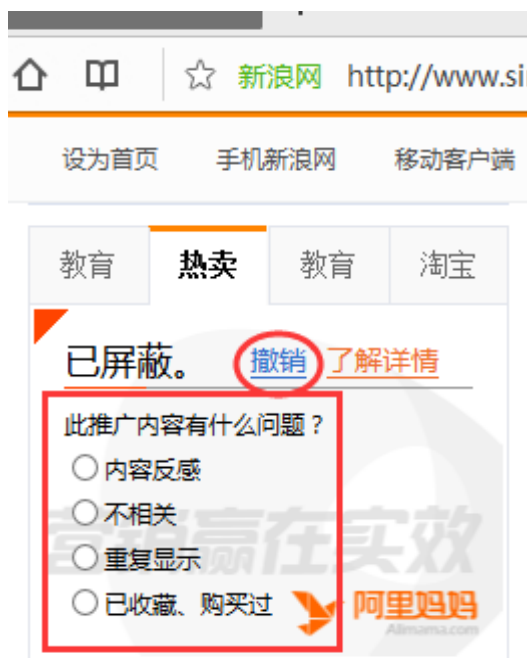 新浪网 http://www.si
设为首页 手机新浪网 移动客户端
教育 热卖 教育 淘宝
已屏蔽。 撤销 了解详情
此推广内容有什么问题？
内容反感
不相关
重复显示
营销赢在实效
已收藏、购买过 阿里妈妈
Alimama.com